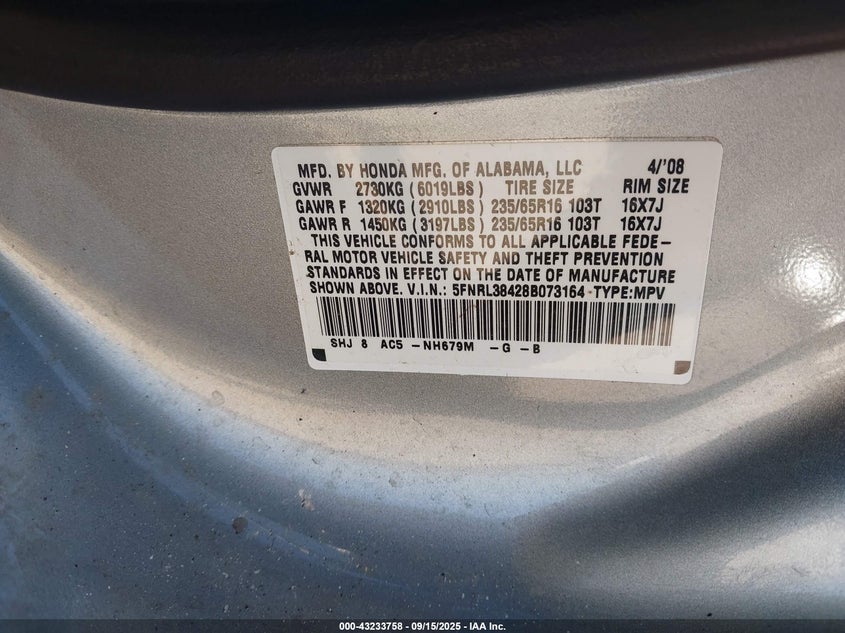 MFD. BY HONDA MFG. OF ALABAMA, LLC 4/'08
GVWR 2730KG (6019LBS) TIRE SIZE RIM SIZE
GAWR F 1320KG (2910LBS) 235/65R16 103T 16X7J
GAWR R 1450KG (3197LBS) 235/65R16 103T 16X7J
THIS VEHICLE CONFORMS TO ALL APPLICABLE FEDE-
RAL MOTOR VEHICLE SAFETY AND THEFT PREVENTION
STANDARDS IN EFFECT ON THE DATE OF MANUFACTURE
SHOWN ABOVE. V.I.N.: 5FNRL38428B073164 TYPE:MPV
SHJ 8 AC5 -NH679M -G -B
000-43233758 - 09/15/2025 - IAA Inc.